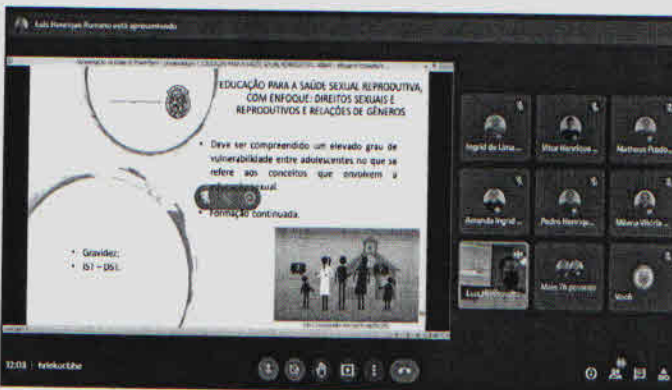 Luis Henrique Romano está apresentando
EDUCAÇÃO PARA A SAÚDE SEXUAL REPRODUTIVA,
COM ENFOQUE: DIREITOS SEXUAIS E
REPRODUTIVOS E RELAÇÕES DE GÊNEROS
• Deve ser compreendido um elevado grau de
vulnerabilidade entre adolescentes no que se
refere aos conceitos que envolvem a
sexual.
• Formação continuada.
• Gravidez;
• IST – DST.
Ingrid de Lima ...
Vitor Henrique ...
Matheus Prado...
Amanda Ingrid ...
Pedro Henriqu...
Milena Vitória ...
Mais 76 pessoas
Você
12:03